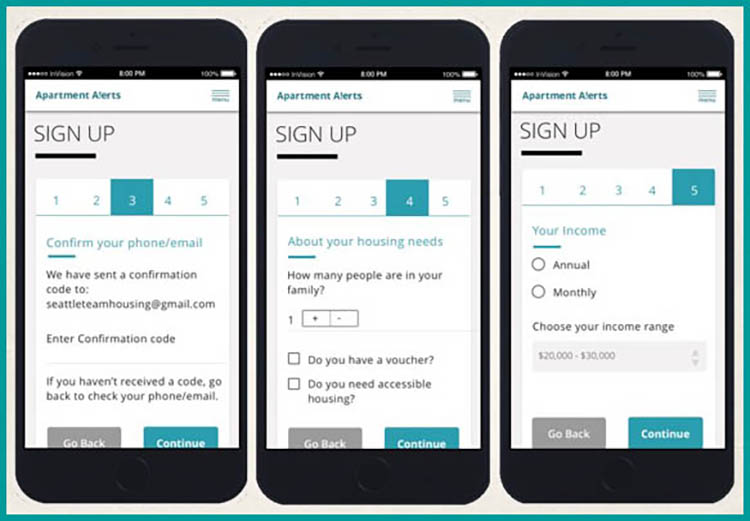 ●●●●○ InVision 8:00 PM 100%
Apartment Alerts menu
SIGN UP
1 2 3 4 5
Confirm your phone/email
We have sent a confirmation
code to:
seattleteamhousing@gmail.com
Enter Confirmation code
If you haven't received a code, go
back to check your phone/email.
Go Back Continue
●●●●○ InVision 8:00 PM 100%
Apartment Alerts menu
SIGN UP
1 2 3 4 5
About your housing needs
How many people are in your
family?
1 + -
Do you have a voucher?
Do you need accessible
housing?
Go Back Continue
●●●●○ InVision 8:00 PM 100%
Apartment Alerts menu
SIGN UP
1 2 3 4 5
Your Income
Annual
Monthly
Choose your income range
$20,000 - $30,000
Go Back Continue